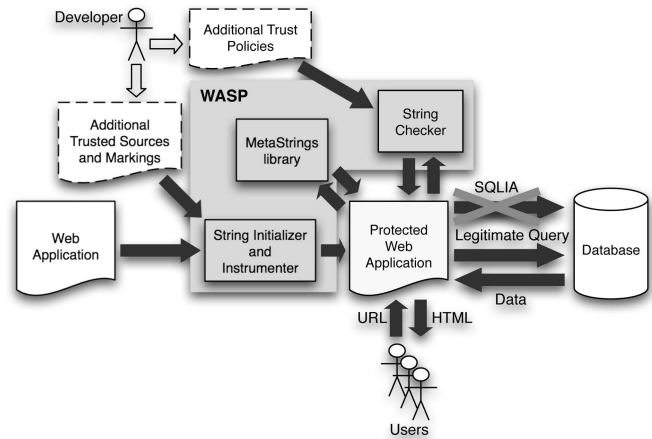 Developer
Additional Trust
Policies
WASP
String
Checker
Additional
Trusted Sources
and Markings
MetaStrings
library
SQLIA
Web
Application
String Initializer
and
Instrumenter
Protected
Web
Application
Legitimate Query
Database
Data
URL
HTML
Users